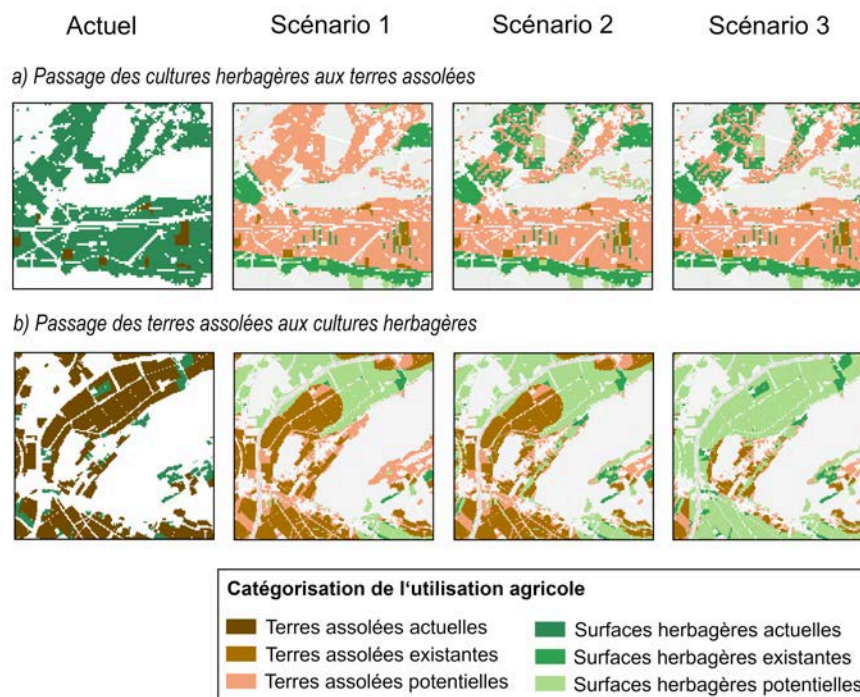 Actuel Scénario 1 Scénario 2 Scénario 3
a) Passage des cultures herbagères aux terres assolées
b) Passage des terres assolées aux cultures herbagères
Catégorisation de l'utilisation agricole
Terres assolées actuelles
Terres assolées existantes
Terres assolées potentielles
Surfaces herbagères actuelles
Surfaces herbagères existantes
Surfaces herbagères potentielles